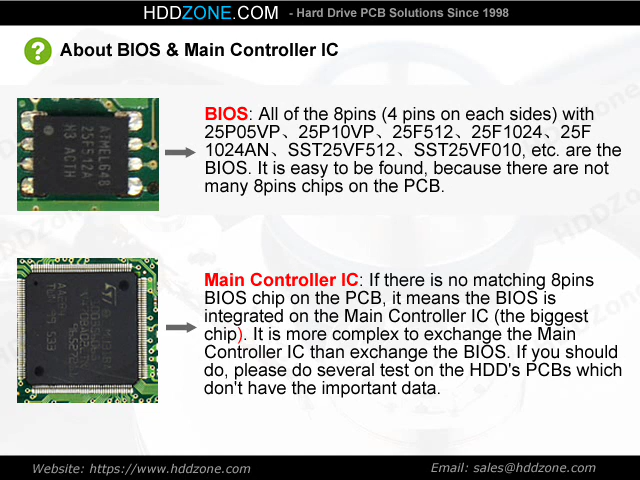 HDDZONE.COM - Hard Drive PCB Solutions Since 1998
? About BIOS & Main Controller IC
ATMEL648
25F512A
N3 ACTH
BIOS: All of the 8pins (4 pins on each sides) with
25P05VP、25P10VP、25F512、25F1024、25F
1024AN、SST25VF512、SST25VF010, etc. are the
BIOS. It is easy to be found, because there are not
many 8pins chips on the PCB.
Main Controller IC: If there is no matching 8pins
BIOS chip on the PCB, it means the BIOS is
integrated on the Main Controller IC (the biggest
chip). It is more complex to exchange the Main
Controller IC than exchange the BIOS. If you should
do, please do several test on the HDD's PCBs which
don't have the important data.
HDDZone.com
Website: https://www.hddzone.com Email: sales@hddzone.com